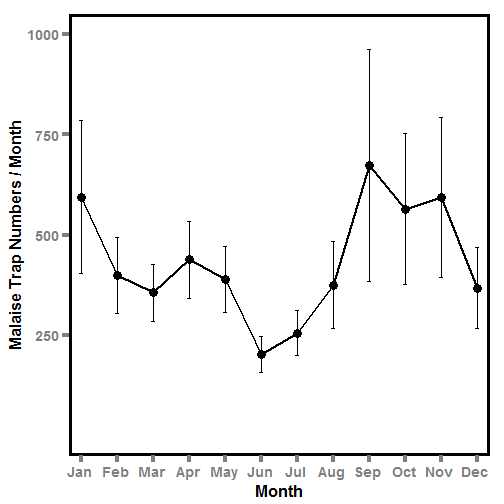 Malaise Trap Numbers / Month
1000
750
500
250
Jan Feb Mar Apr May Jun Jul Aug Sep Oct Nov Dec
Month